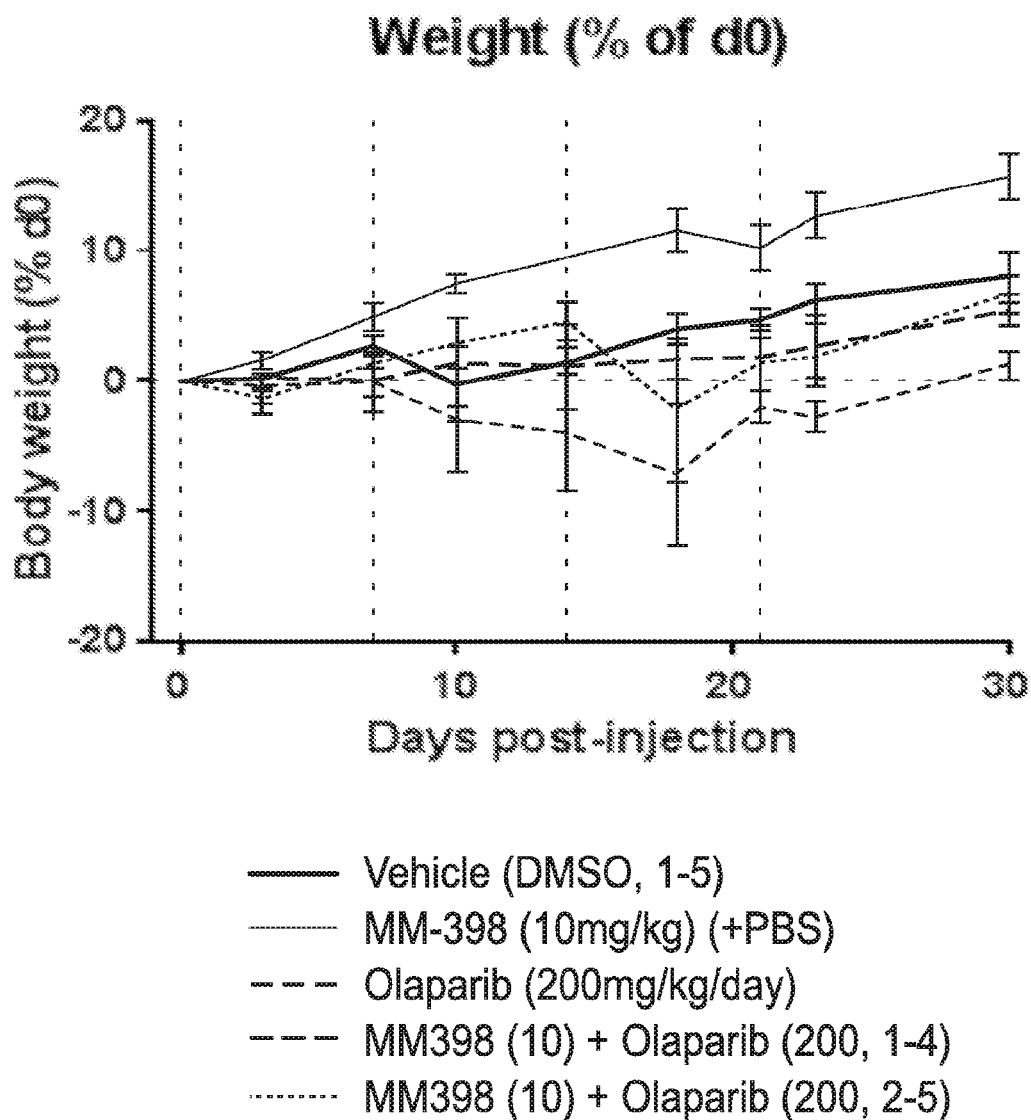 Weight (% of d0)
Body weight (% d0)
20
10
0
-10
-20
0 10 20 30
Days post-injection
Vehicle (DMSO, 1-5)
MM-398 (10mg/kg) (+PBS)
Olaparib (200mg/kg/day)
MM398 (10) + Olaparib (200, 1-4)
MM398 (10) + Olaparib (200, 2-5)